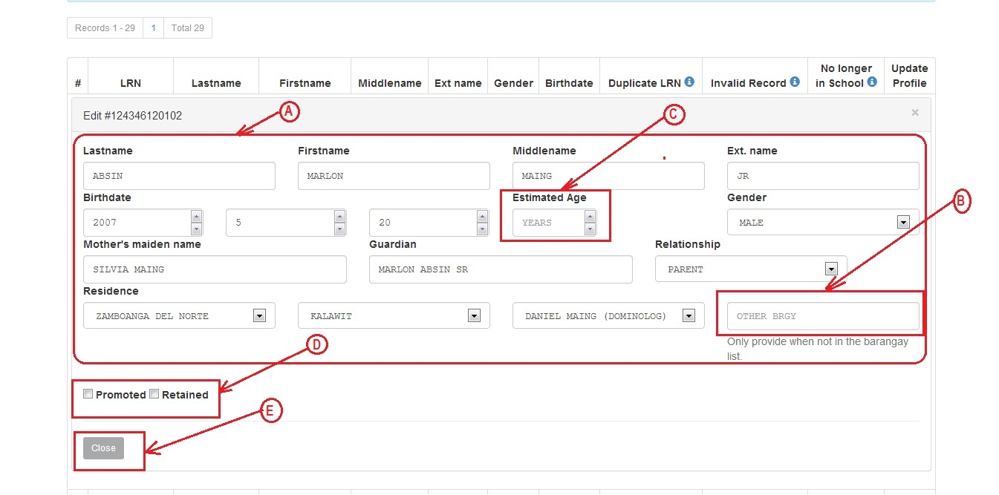 Records 1 - 29 1 Total 29
# LRN Lastname Firstname Middlename Ext name Gender Birthdate Duplicate LRN Invalid Record No longer in School Update Profile
A
C
Edit #124346120102 ×
Lastname Firstname Middlename Ext. name
ABSIN MARLON MAING JR
B
Birthdate Estimated Age Gender
2007 5 20 YEARS MALE
Mother's maiden name Guardian Relationship
SILVIA MAING MARLON ABSIN SR PARENT
Residence
ZAMBOANGA DEL NORTE KALAWIT DANIEL MAING (DOMINOLOG) OTHER BRGY
Only provide when not in the barangay
list.
D
Promoted Retained
E
Close